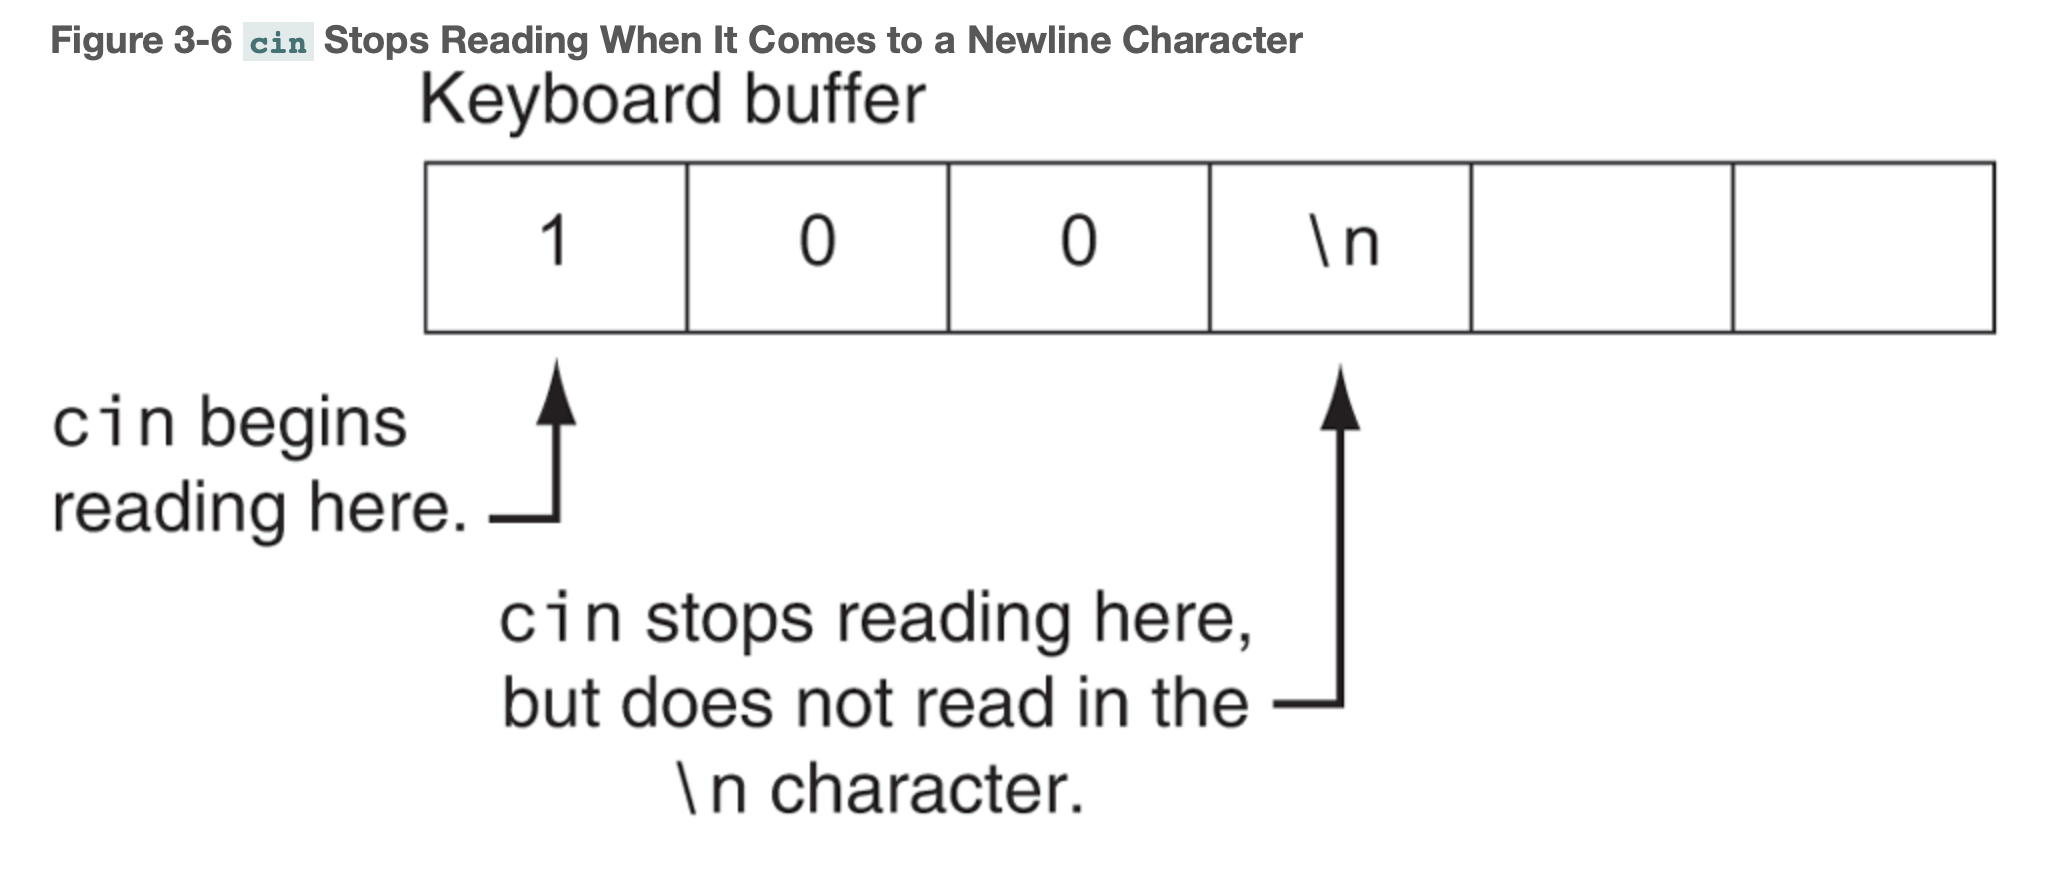 Figure 3-6 cin Stops Reading When It Comes to a Newline Character
Keyboard buffer
1 0 0 \n
cin begins
reading here.
cin stops reading here,
but does not read in the
\n character.